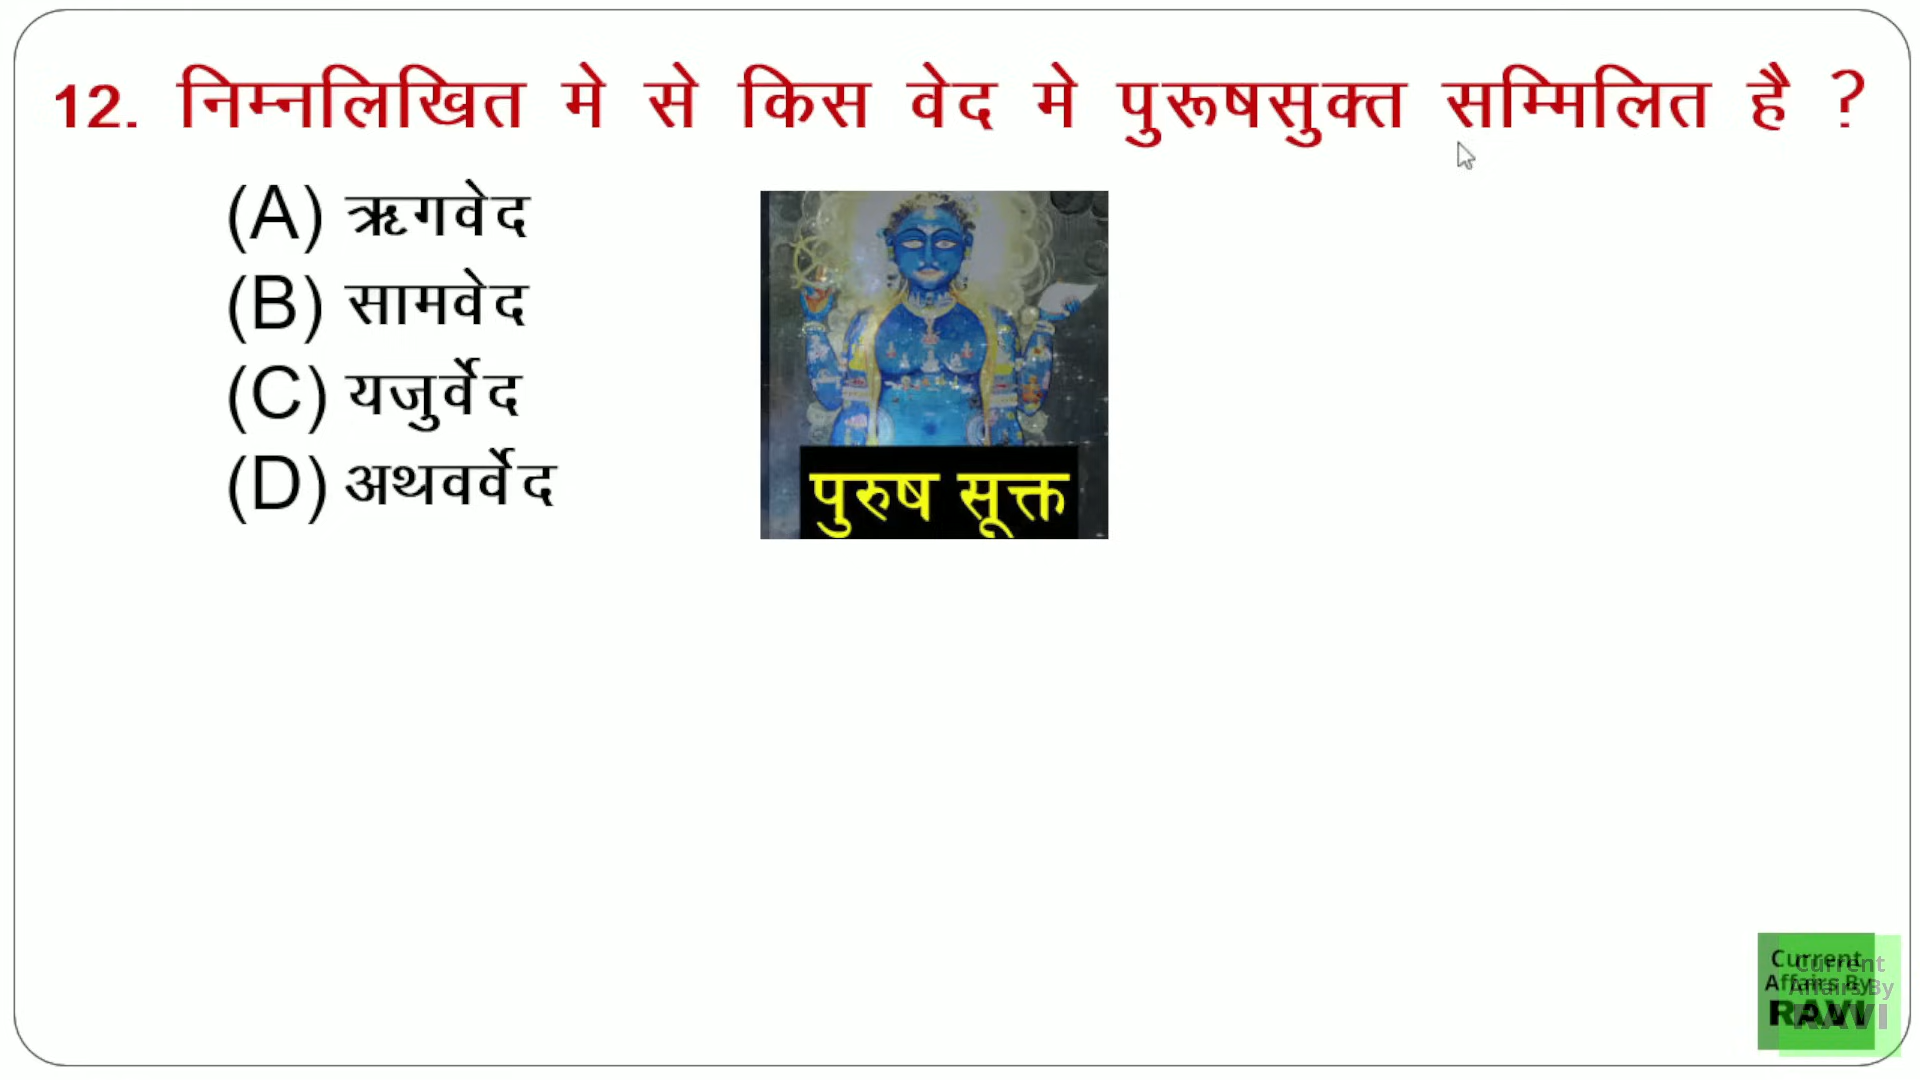 12. निम्नलिखित मे से किस वेद मे पुरूषसुक्त सम्मिलित है ?
(A) ऋगवेद
(B) सामवेद
(C) यजुर्वेद
(D) अथवर्वेद
पुरुष सूक्त
Current
Affairs By
RAVI